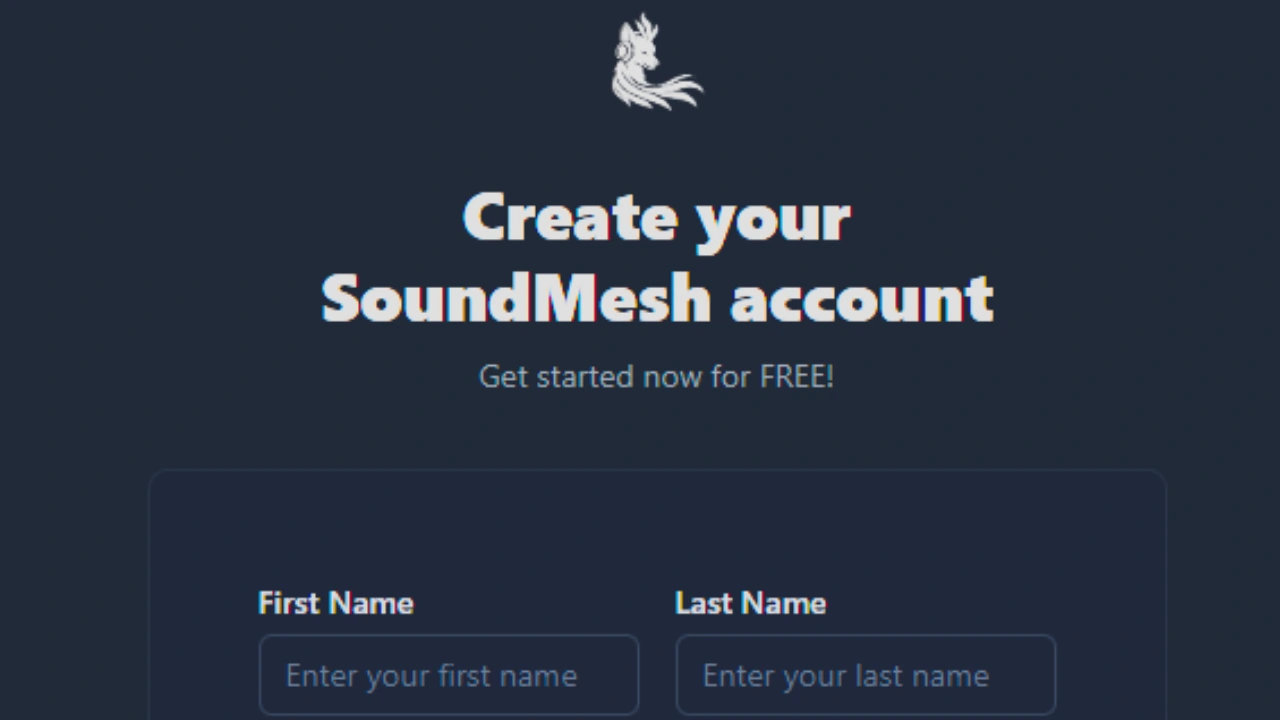 Create your
SoundMesh account
Get started now for FREE!
First Name Last Name
Enter your first name Enter your last name